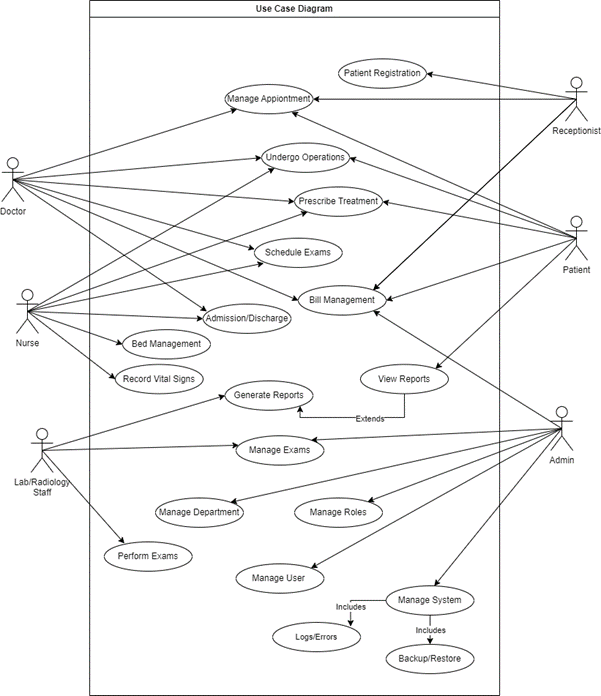 Use Case Diagram
Patient Registration
Manage Appiontment
Receptionist
Undergo Operations
Doctor
Prescribe Treatment
Patient
Schedule Exams
Bill Management
Admission/Discharge
Nurse
Bed Management
Record Vital Signs
View Reports
Generate Reports
Extends
Manage Exams
Admin
Lab/Radiology
Staff
Manage Department
Manage Roles
Perform Exams
Manage User
Manage System
Includes
Includes
Logs/Errors
Backup/Restore